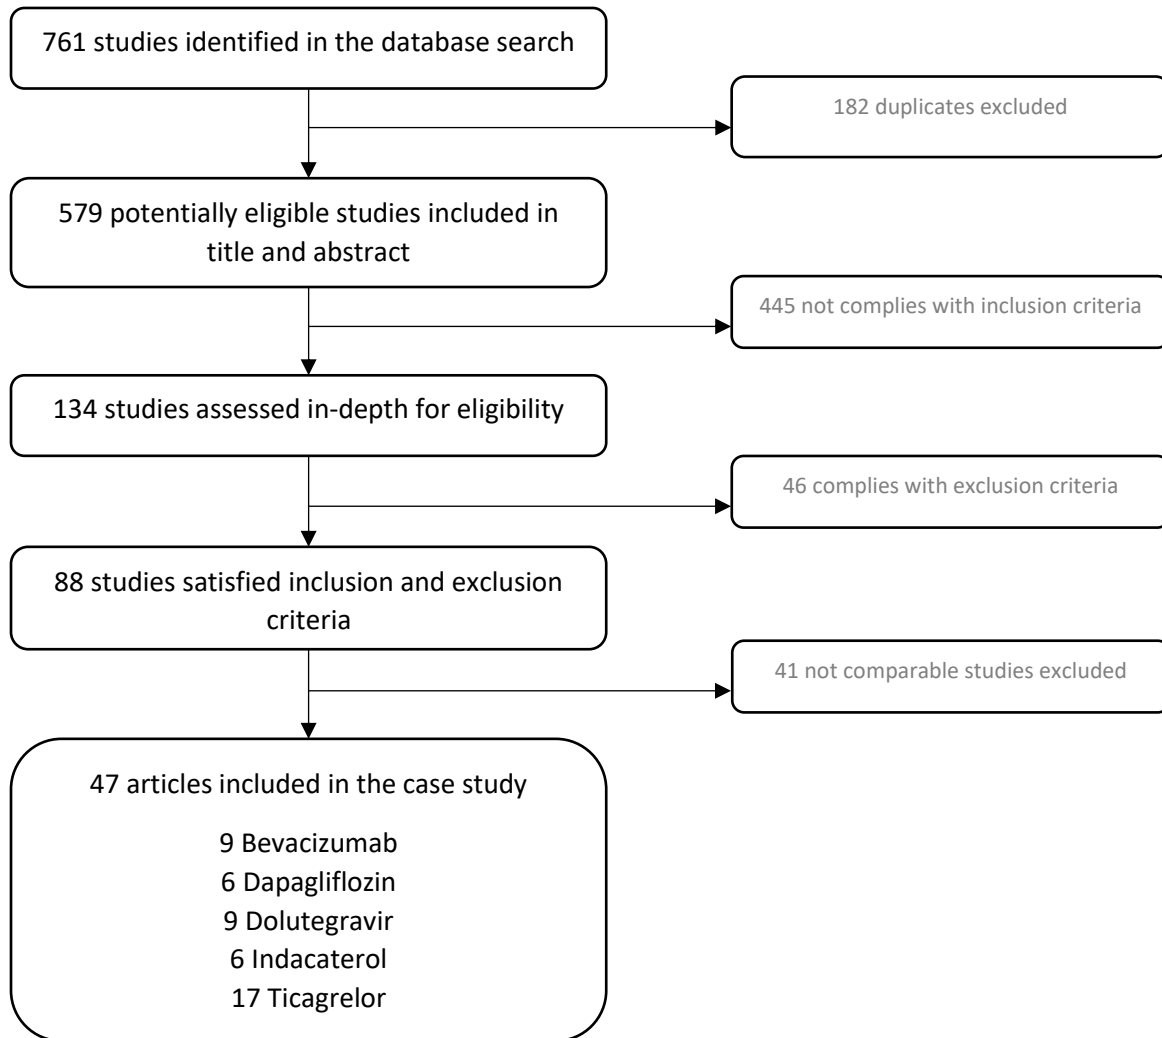 761 studies identified in the database search
182 duplicates excluded
579 potentially eligible studies included in
title and abstract
445 not complies with inclusion criteria
134 studies assessed in-depth for eligibility
46 complies with exclusion criteria
88 studies satisfied inclusion and exclusion
criteria
41 not comparable studies excluded
47 articles included in the case study
9 Bevacizumab
6 Dapagliflozin
9 Dolutegravir
6 Indacaterol
17 Ticagrelor